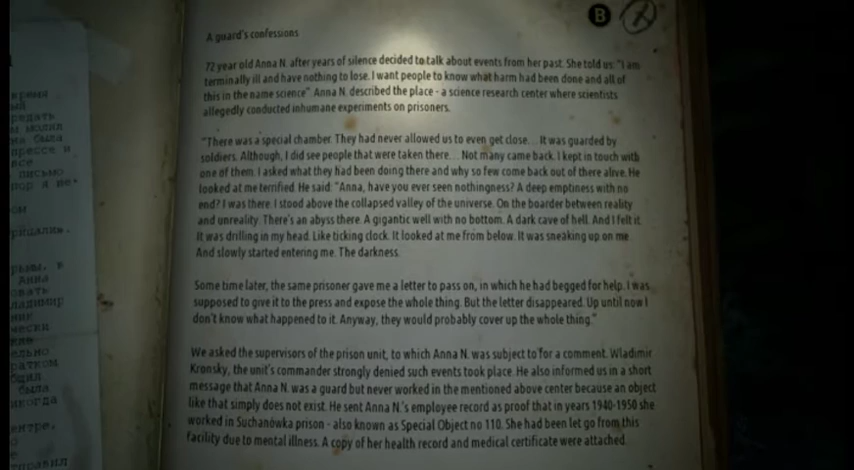 B
A guard's confessions
72 year old Anna N. after years of silence decided to talk about events from her past. She told us: "I am
terminally ill and have nothing to lose. I want people to know what harm had been done and all of
this in the name science" Anna N. described the place - a science research center where scientists
allegedly conducted inhumane experiments on prisoners.
"There was a special chamber. They had never allowed us to even get close... It was guarded by
soldiers. Although, I did see people that were taken there... Not many came back. I kept in touch with
one of them. I asked what they had been doing there and why so few come back out of there alive. He
looked at me terrified. He said: "Anna, have you ever seen nothingness? A deep emptiness with no
end? I was there. I stood above the collapsed valley of the universe. On the boarder between reality
and unreality. There's an abyss there. A gigantic well with no bottom. A dark cave of hell. And I felt it.
It was drilling in my head. Like ticking clock. It looked at me from below. It was sneaking up on me.
And slowly started entering me. The darkness.
Some time later, the same prisoner gave me a letter to pass on, in which he had begged for help. I was
supposed to give it to the press and expose the whole thing. But the letter disappeared. Up until now I
don't know what happened to it. Anyway, they would probably cover up the whole thing."
We asked the supervisors of the prison unit, to which Anna N. was subject to for a comment. Wladimir
Kronsky, the unit's commander strongly denied such events took place. He also informed us in a short
message that Anna N. was a guard but never worked in the mentioned above center because an object
like that simply does not exist. He sent Anna N.'s employee record as proof that in years 1940-1950 she
worked in Suchanówka prison - also known as Special Object no 110. She had been let go from this
facility due to mental illness. A copy of her health record and medical certificate were attached.
время
редать
молил
была
прессе и
все
письмо
Анна
была